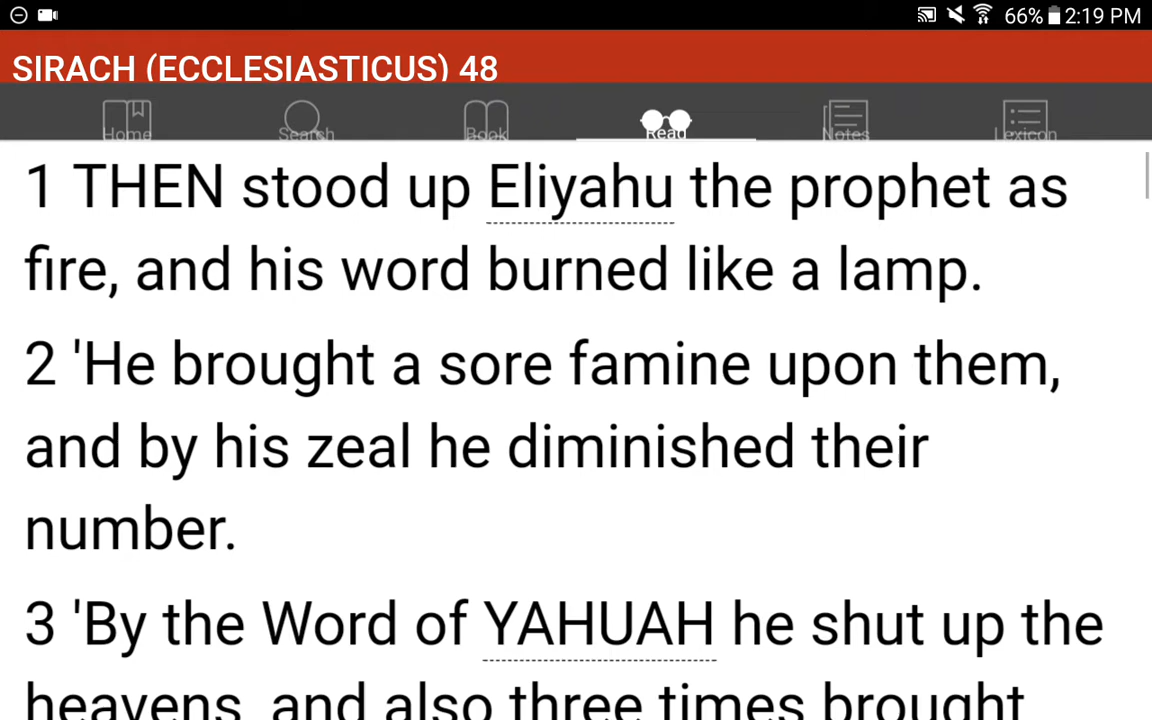 66% 2:19 PM
SIRACH (ECCLESIASTICUS) 48
Home Search Book Read Notes Lexicon
1 THEN stood up Eliyahu the prophet as
fire, and his word burned like a lamp.
2 'He brought a sore famine upon them,
and by his zeal he diminished their
number.
3 'By the Word of YAHUAH he shut up the
heavens, and also three times brought